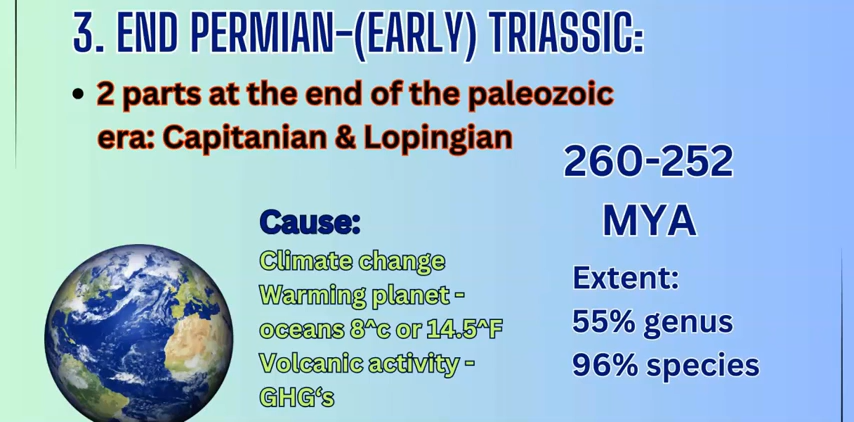 3. END PERMIAN-(EARLY) TRIASSIC:
• 2 parts at the end of the paleozoic
era: Capitanian & Lopingian
260-252
MYA
Cause:
Climate change
Warming planet -
oceans 8^c or 14.5^F
Volcanic activity -
GHG‘s
Extent:
55% genus
96% species